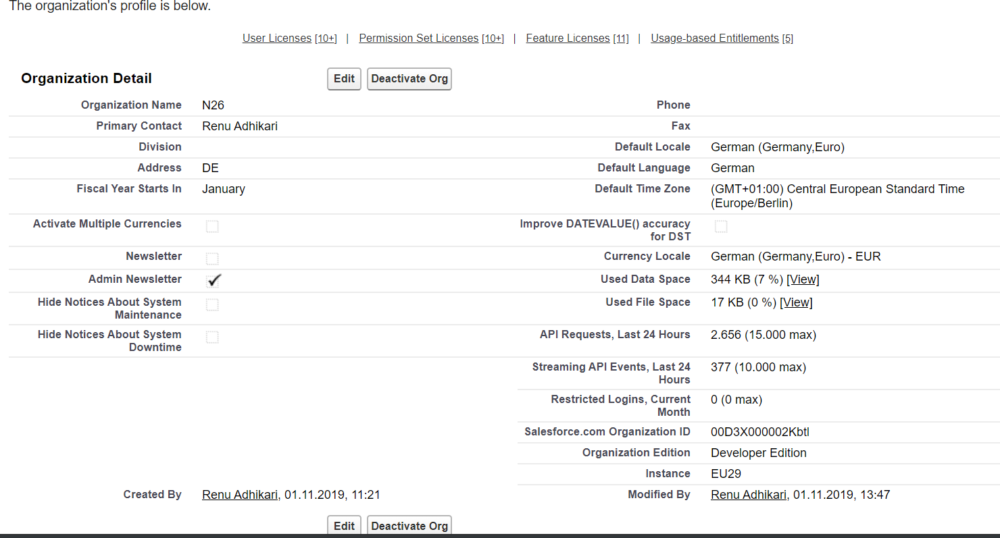 The organization's profile is below.
User Licenses [10+] | Permission Set Licenses [10+] | Feature Licenses [11] | Usage-based Entitlements [5]
Organization Detail Edit Deactivate Org
Organization Name N26 Phone
Primary Contact Renu Adhikari Fax
Division Default Locale German (Germany,Euro)
Address DE Default Language German
Fiscal Year Starts In January Default Time Zone (GMT+01:00) Central European Standard Time
(Europe/Berlin)
Activate Multiple Currencies Improve DATEVALUE() accuracy
for DST
Newsletter Currency Locale German (Germany,Euro) - EUR
Admin Newsletter Used Data Space 344 KB (7 %) [View]
Hide Notices About System Used File Space 17 KB (0 %) [View]
Maintenance
Hide Notices About System API Requests, Last 24 Hours 2.656 (15.000 max)
Downtime
Streaming API Events, Last 24 377 (10.000 max)
Hours
Restricted Logins, Current 0 (0 max)
Month
Salesforce.com Organization ID 00D3X000002Kbtl
Organization Edition Developer Edition
Instance EU29
Created By Renu Adhikari, 01.11.2019, 11:21 Modified By Renu Adhikari, 01.11.2019, 13:47
Edit Deactivate Org